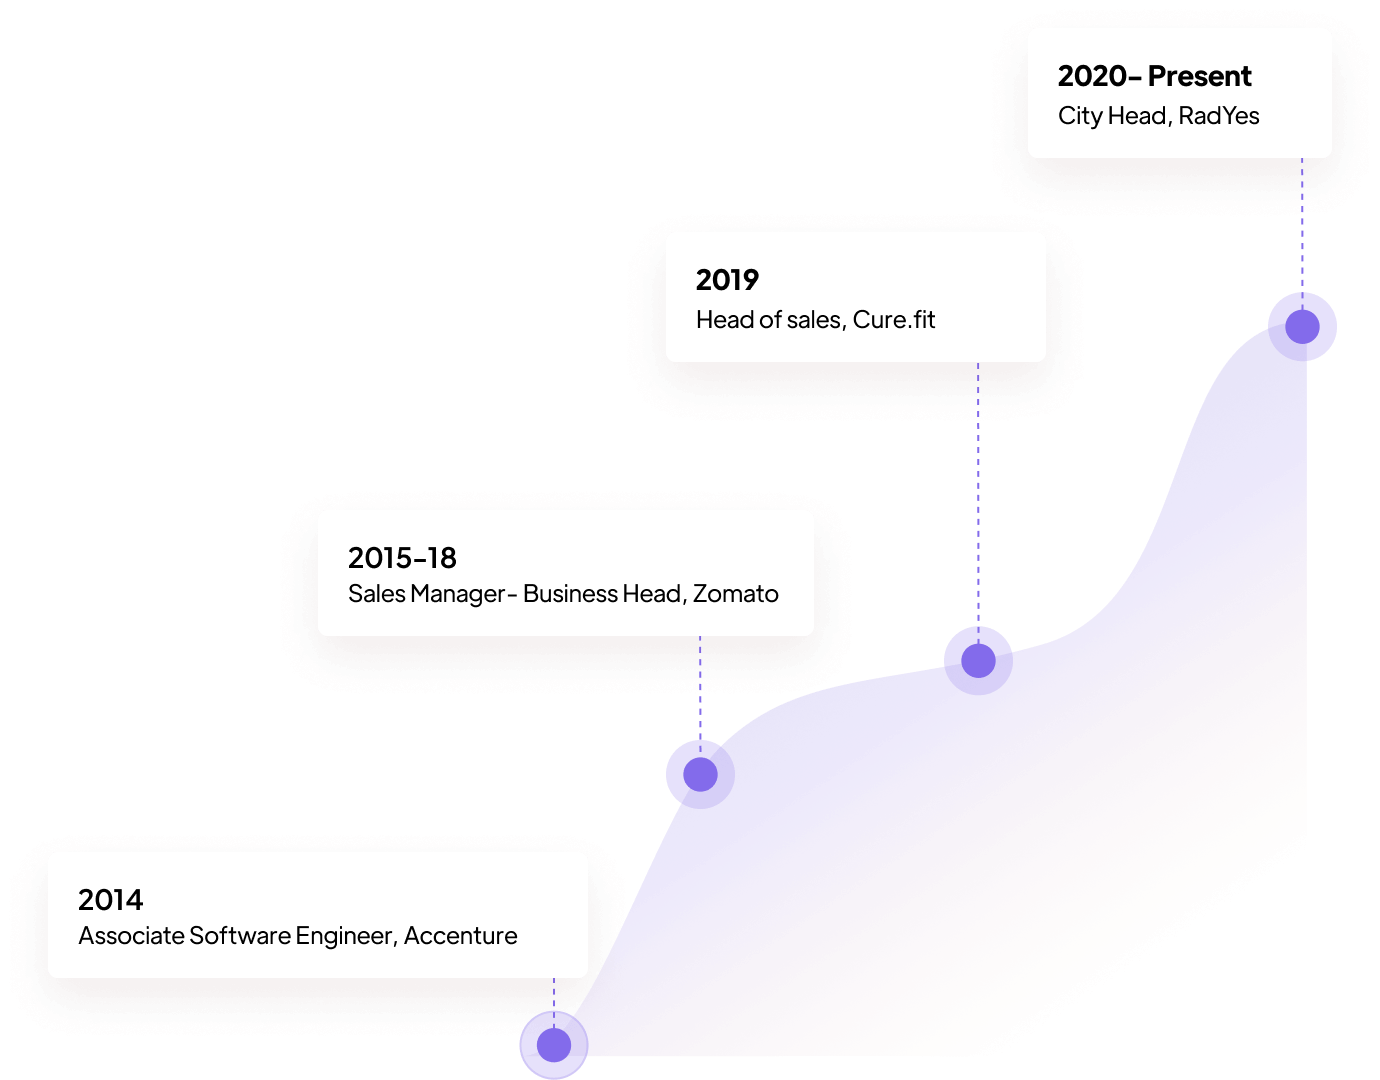 2020– Present
City Head, RadYes
2019
Head of sales, Cure.fit
2015-18
Sales Manager- Business Head, Zomato
2014
Associate Software Engineer, Accenture